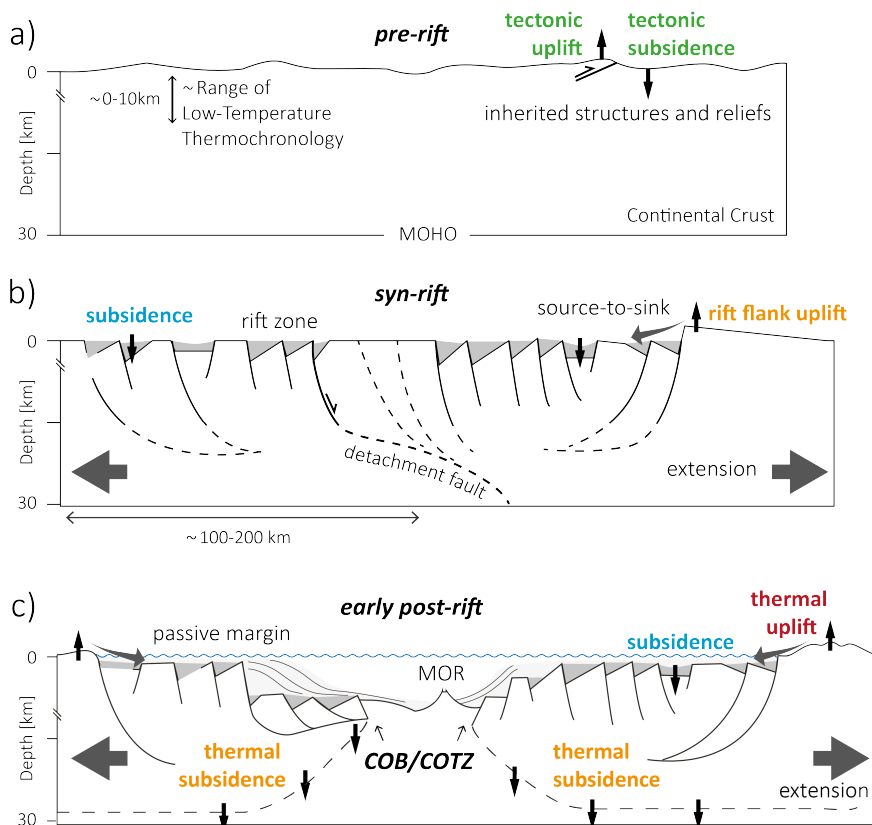 a)
pre-rift
tectonic
uplift
tectonic
subsidence
0
~0-10km
~Range of
Low-Temperature
Thermochronology
inherited structures and reliefs
Depth [km]
Continental Crust
30
MOHO
b)
syn-rift
subsidence
rift zone
source-to-sink
rift flank uplift
0
Depth [km]
detachment fault
extension
30
~100-200 km
c)
early post-rift
thermal
uplift
passive margin
subsidence
0
MOR
Depth [km]
thermal
subsidence
COB/COTZ
thermal
subsidence
extension
30